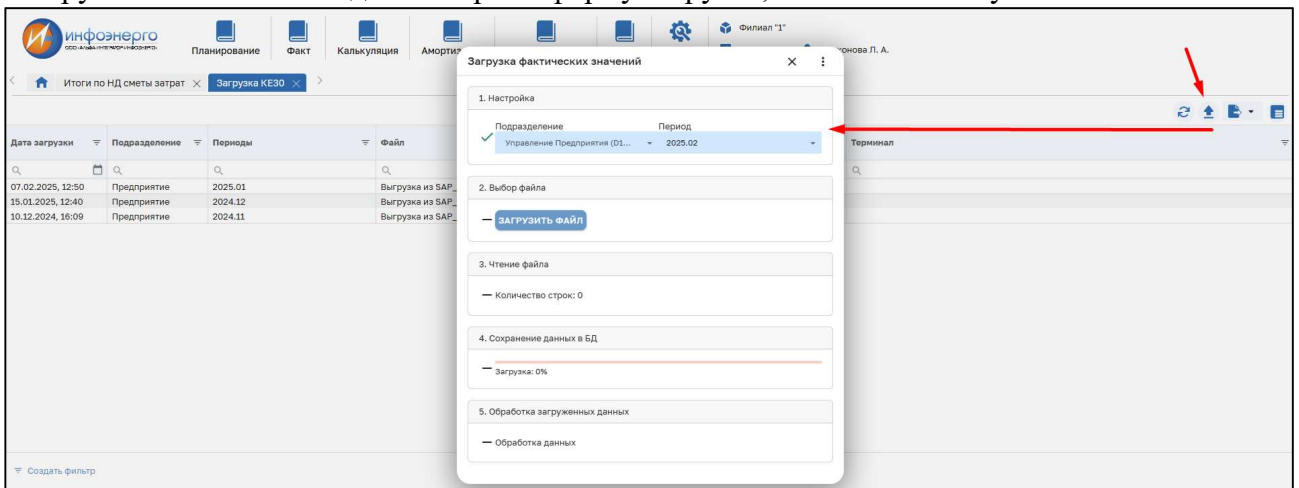 инфоэнерго
Планирование Факт Калькуляция
Филиал "1"
Загрузка фактических значений
Итоги по НД сметы затрат Загрузка KE30
1. Настройка
Подразделение Период
Управление Предприятия (D1... 2025.02
Дата загрузки Подразделение Периоды Файл Терминал
07.02.2025, 12:50 Предприятие 2025.01 Выгрузка из SAP_
15.01.2025, 12:40 Предприятие 2024.12 Выгрузка из SAP_
10.12.2024, 16:09 Предприятие 2024.11 Выгрузка из SAP_
2. Выбор файла
ЗАГРУЗИТЬ ФАЙЛ
3. Чтение файла
Количество строк: 0
4. Сохранение данных в БД
Загрузка: 0%
5. Обработка загруженных данных
Обработка данных
Создать фильтр